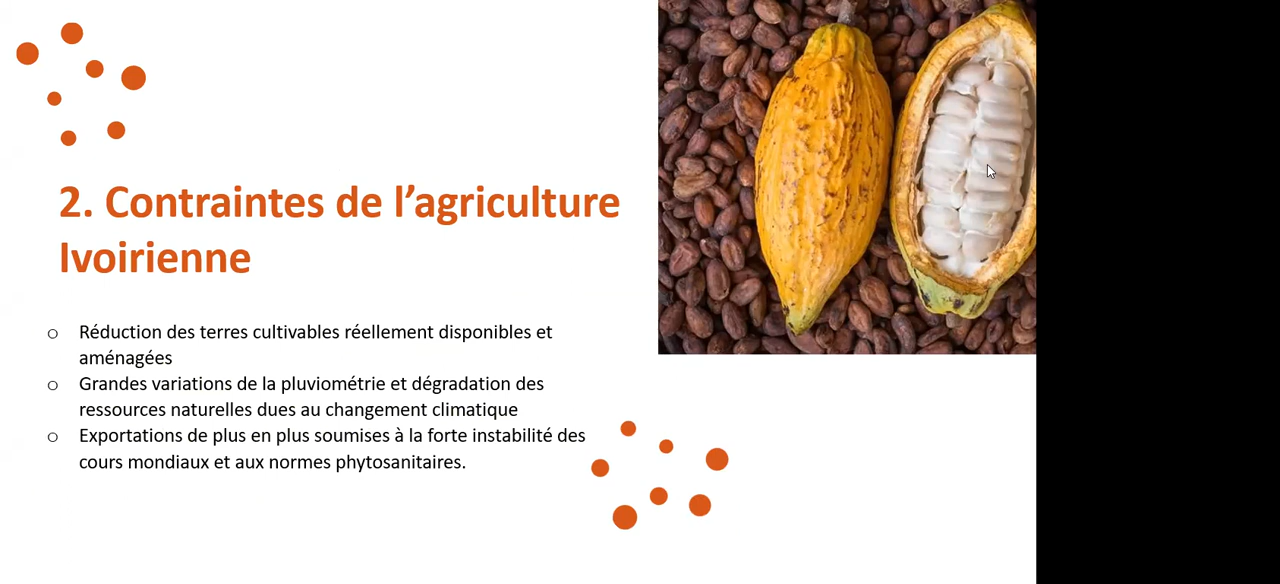 2. Contraintes de l’agriculture
Ivoirienne
o Réduction des terres cultivables réellement disponibles et
aménagées
o Grandes variations de la pluviométrie et dégradation des
ressources naturelles dues au changement climatique
o Exportations de plus en plus soumises à la forte instabilité des
cours mondiaux et aux normes phytosanitaires.